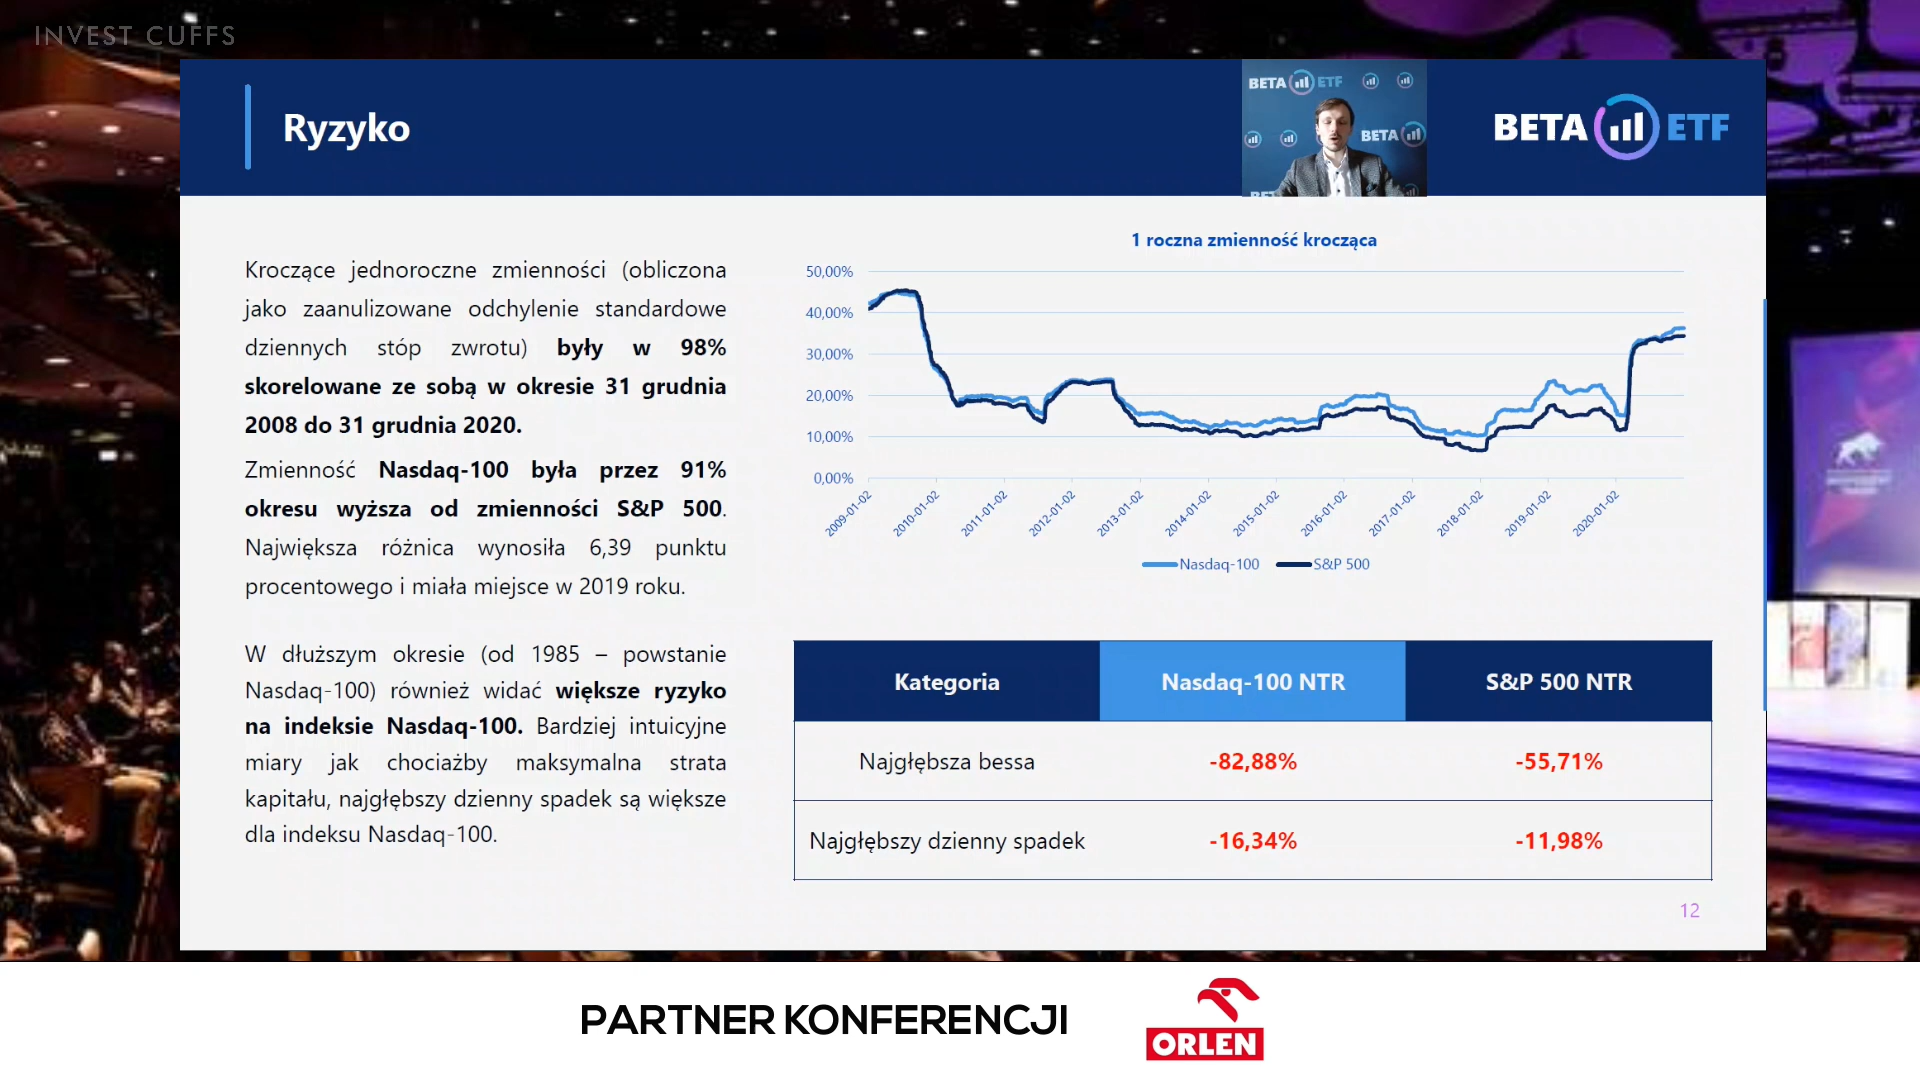 INVEST CUFFS
Ryzyko
BETA ETF
BETA
BETA ETF
Kroczące jednoroczne zmienności (obliczona
jako zaanulizowane odchylenie standardowe
dziennych stóp zwrotu) były w 98%
skorelowane ze sobą w okresie 31 grudnia
2008 do 31 grudnia 2020.
Zmienność Nasdaq-100 była przez 91%
okresu wyższa od zmienności S&P 500.
Największa różnica wynosiła 6,39 punktu
procentowego i miała miejsce w 2019 roku.
W dłuższym okresie (od 1985 – powstanie
Nasdaq-100) również widać większe ryzyko
na indeksie Nasdaq-100. Bardziej intuicyjne
miary jak chociażby maksymalna strata
kapitału, najgłębszy dzienny spadek są większe
dla indeksu Nasdaq-100.
1 roczna zmienność krocząca
50,00%
40,00%
30,00%
20,00%
10,00%
0,00%
2009-01-02
2010-01-02
2011-01-02
2012-01-02
2013-01-02
2014-01-02
2015-01-02
2016-01-02
2017-01-02
2018-01-02
2019-01-02
2020-01-02
Nasdaq-100 S&P 500
Kategoria Nasdaq-100 NTR S&P 500 NTR
Najgłębsza bessa -82,88% -55,71%
Najgłębszy dzienny spadek -16,34% -11,98%
12
PARTNER KONFERENCJI
ORLEN